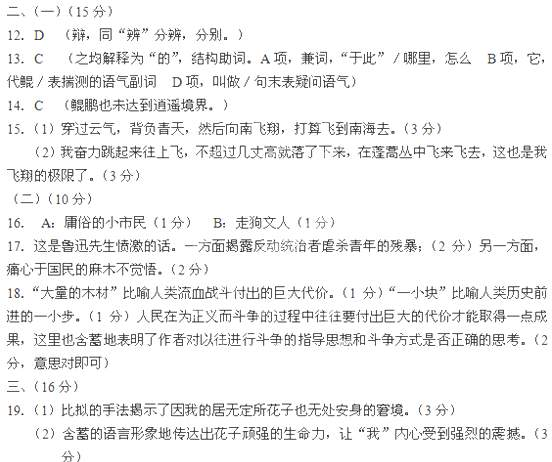 二、（一）（15 分）
12．D （辩，同“辨”分辨，分别。）
13．C （之均解释为“的”，结构助词。A 项，兼词，“于此”／哪里，怎么 B 项，它，
代鲲／表揣测的语气副词 D 项，叫做／句末表疑问语气）
14．C （鲲鹏也未达到逍遥境界。）
15．（1）穿过云气，背负青天，然后向南飞翔，打算飞到南海去。（3 分）
（2）我奋力跳起来往上飞，不超过几丈高就落了下来，在蓬蒿丛中飞来飞去，这也是我
飞翔的极限了。（3 分）
（二）（10 分）
16． A：庸俗的小市民（1 分） B：走狗文人（1 分）
17．这是鲁迅先生愤激的话。一方面揭露反动统治者虐杀青年的残暴；（2 分）另一方面，
痛心于国民的麻木不觉悟。（2 分）
18．“大量的木材”比喻人类流血战斗付出的巨大代价。（1 分）“一小块”比喻人类历史前
进的一小步。（1 分）人民在为正义而斗争的过程中往往要付出巨大的代价才能取得一点成
果，这里也含蓄地表明了作者对以往进行斗争的指导思想和斗争方式是否正确的思考。（2
分，意思对即可）
三、（16 分）
19．（1）比拟的手法揭示了因我的居无定所花子也无处安身的窘境。（3 分）
（2）含蓄的语言形象地传达出花子顽强的生命力，让“我”内心受到强烈的震撼。（3
分）